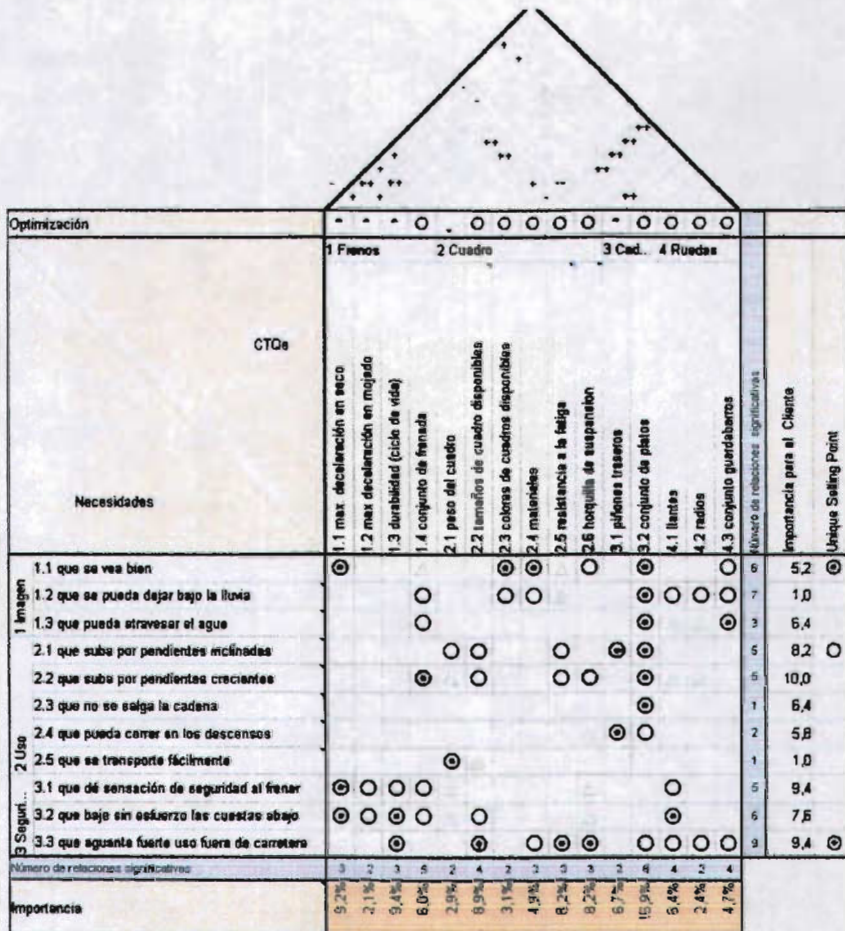 Optimización
1 Frenos 2 Cuadro 3 Cad... 4 Ruedas
CTQs
Necesidades
1.1 max. deceleración en seco
1.2 max deceleración en mojado
1.3 durabilidad (ciclo de vida)
1.4 conjunto de frenada
2.1 peso del cuadro
2.2 tamaños de cuadro disponibles
2.3 colores de cuadros disponibles
2.4 materiales
2.5 resistancia a la fatiga
2.6 horquilla de suspension
3.1 piñones traseros
3.2 conjunto de platos
4.1 llantas
4.2 radios
4.3 conjunto guardabarros
Número de relaciones significativas
Importancia para el Cliente
Unique Selling Point
1 Imagen
1.1 que se vea bien 6 5,2
1.2 que se pueda dejar bajo la lluvia 7 1,0
1.3 que pueda atravesar el agua 3 6,4
2 Uso
2.1 que suba por pendientes inclinadas 5 8,2
2.2 que suba por pendientes crecientes 5 10,0
2.3 que no se salga la cadena 1 6,4
2.4 que pueda correr en los descensos 2 5,8
2.5 que se transporte fácilmente 1 1,0
3 Seguri...
3.1 que dé sensación de seguridad al frenar 5 9,4
3.2 que baje sin esfuerzo las cuestas abajo 6 7,6
3.3 que aguante fuerte uso fuera de carretera 9 9,4
Número de relaciones significativas 3 2 3 5 2 4 2 3 3 3 8 4 2 4
Importancia 9,2% 2,1% 9,4% 6,0% 2,9% 8,9% 3,1% 4,9% 8,2% 8,2% 6,7% 6,4% 2,4% 4,7%